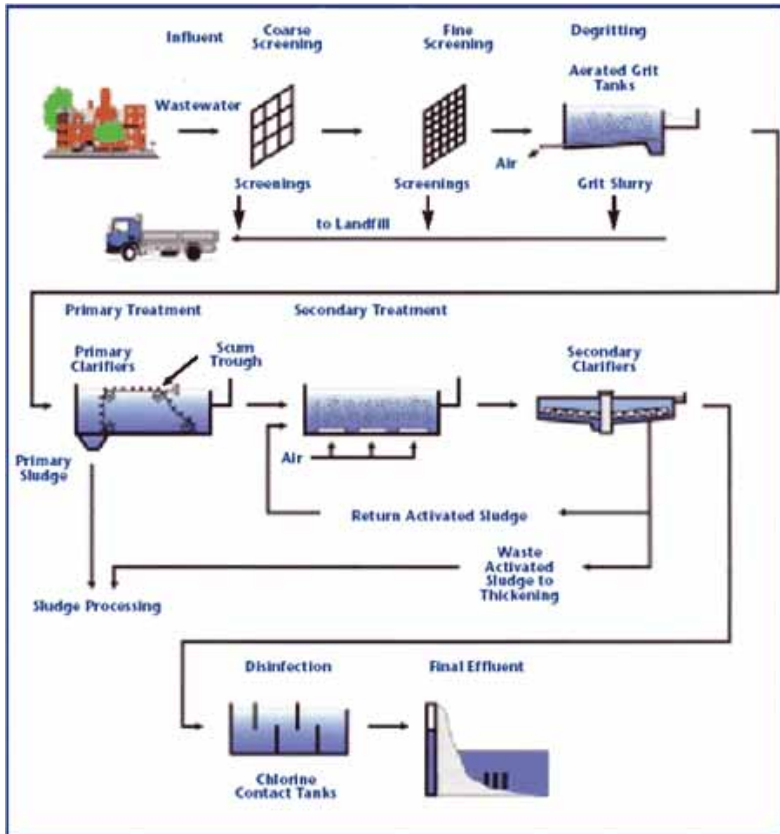 Influent
Coarse
Screening
Fine
Screening
Degritting
Aerated Grit
Tanks
Wastewater
Air
Screenings
Screenings
Grit Slurry
to Landfill
Primary Treatment
Secondary Treatment
Primary
Clarifiers
Scum
Trough
Secondary
Clarifiers
Primary
Sludge
Air
Return Activated Sludge
Waste
Activated
Sludge to
Thickening
Sludge Processing
Disinfection
Final Effluent
Chlorine
Contact Tanks